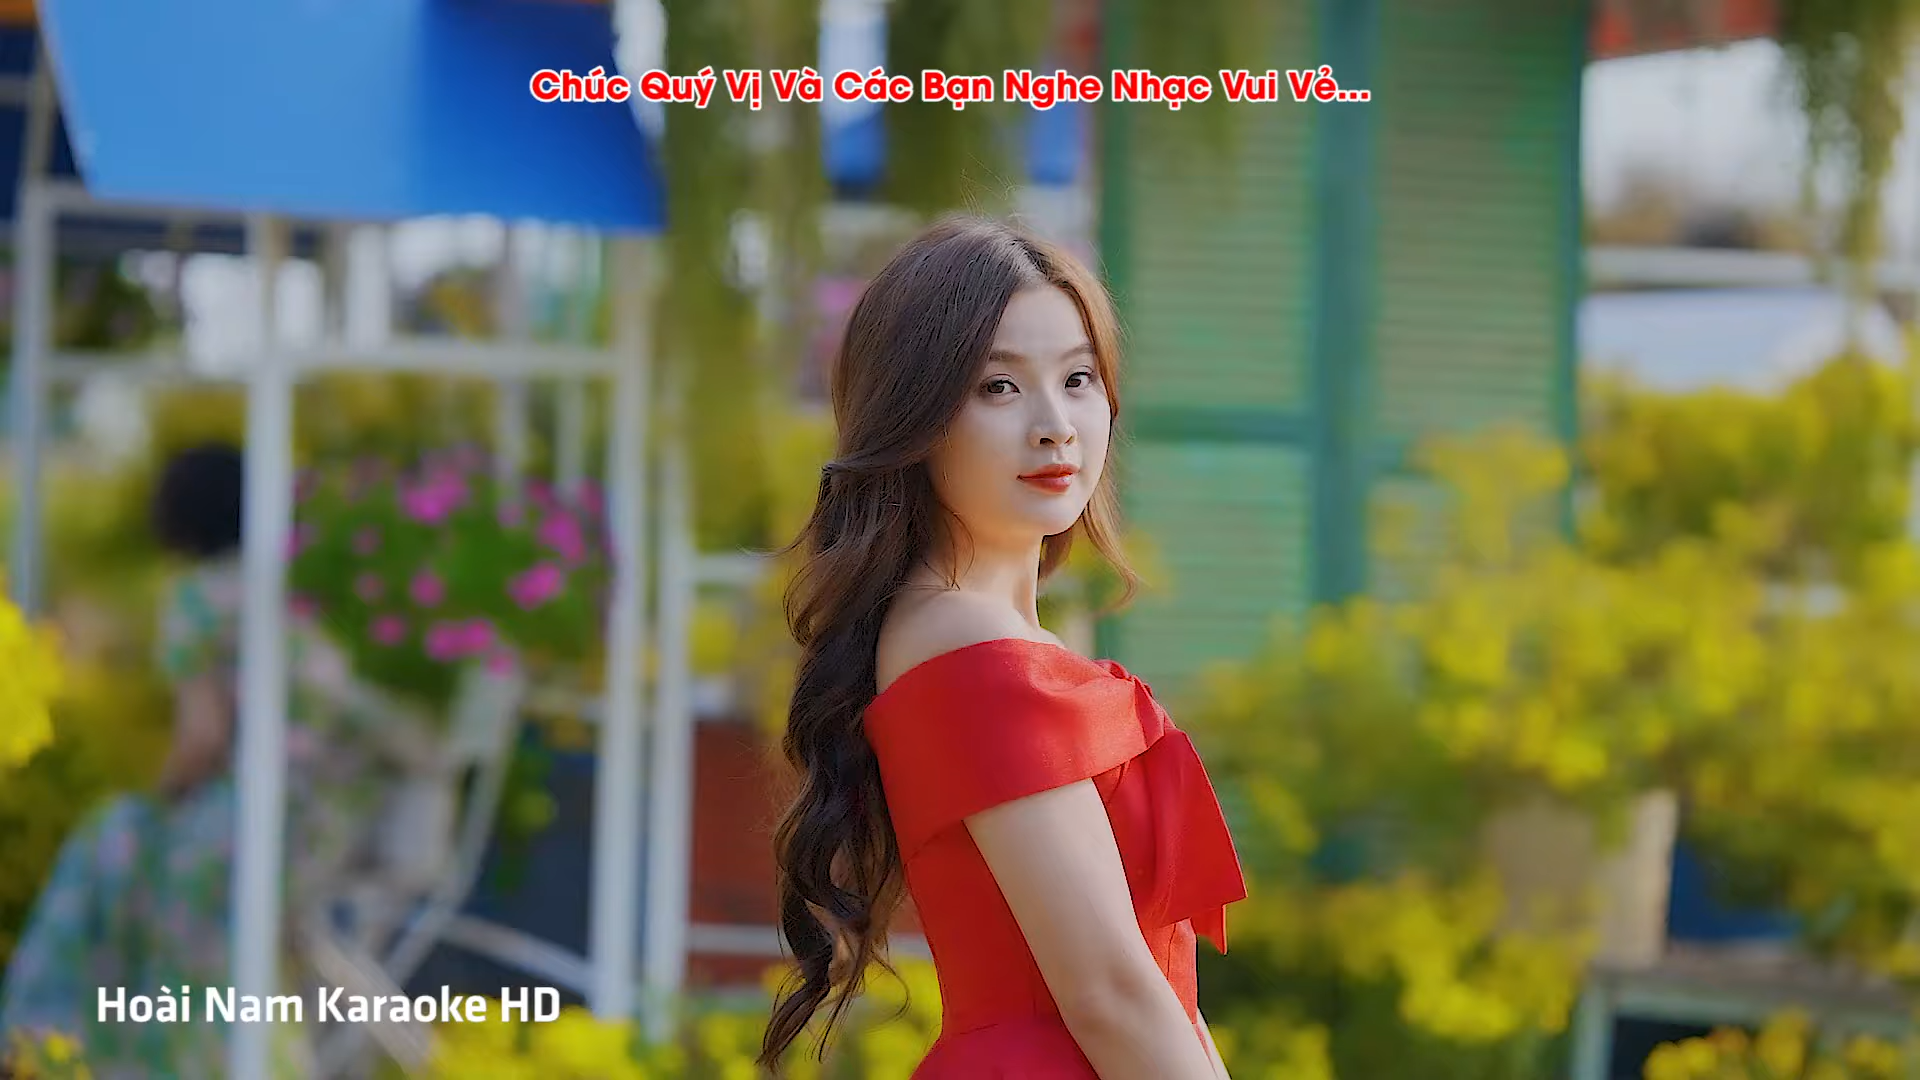 Chúc Quý Vị Và Các Bạn Nghe Nhạc Vui Vẻ...
Hoài Nam Karaoke HD